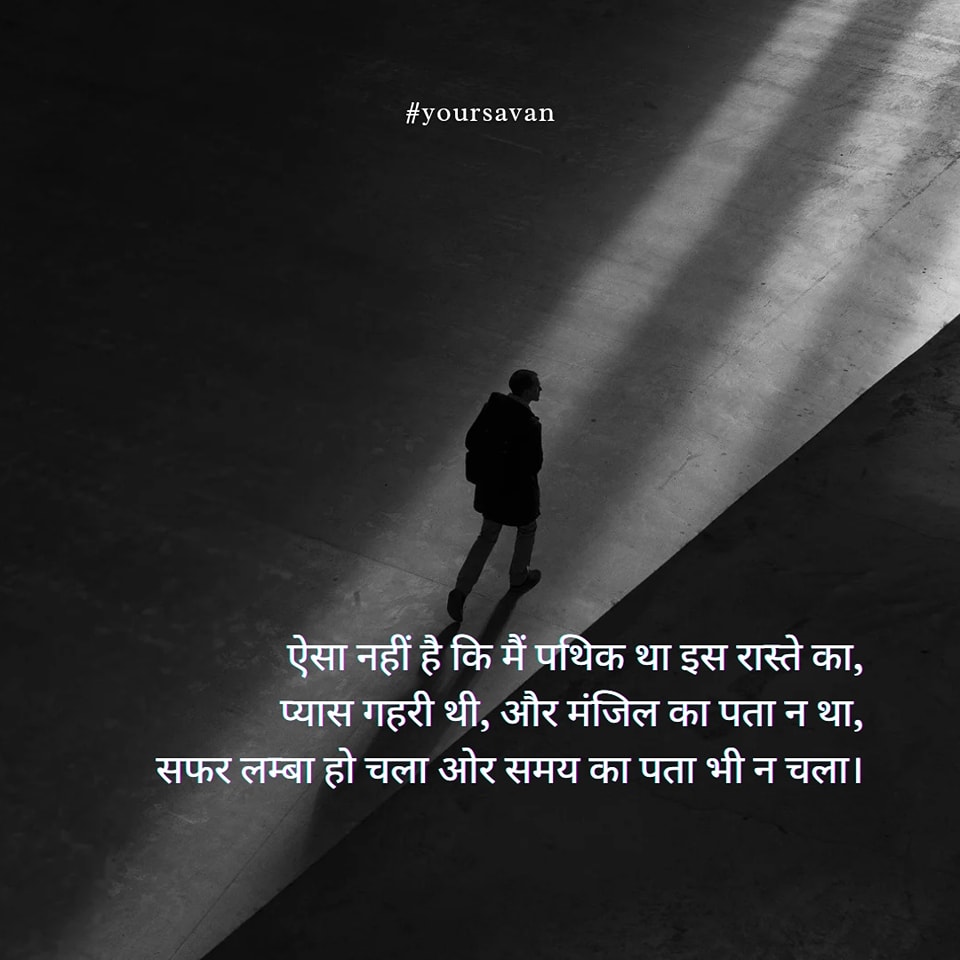 #yoursavan
ऐसा नहीं है कि मैं पथिक था इस रास्ते का,
प्यास गहरी थी, और मंजिल का पता न था,
सफर लम्बा हो चला ओर समय का पता भी न चला।